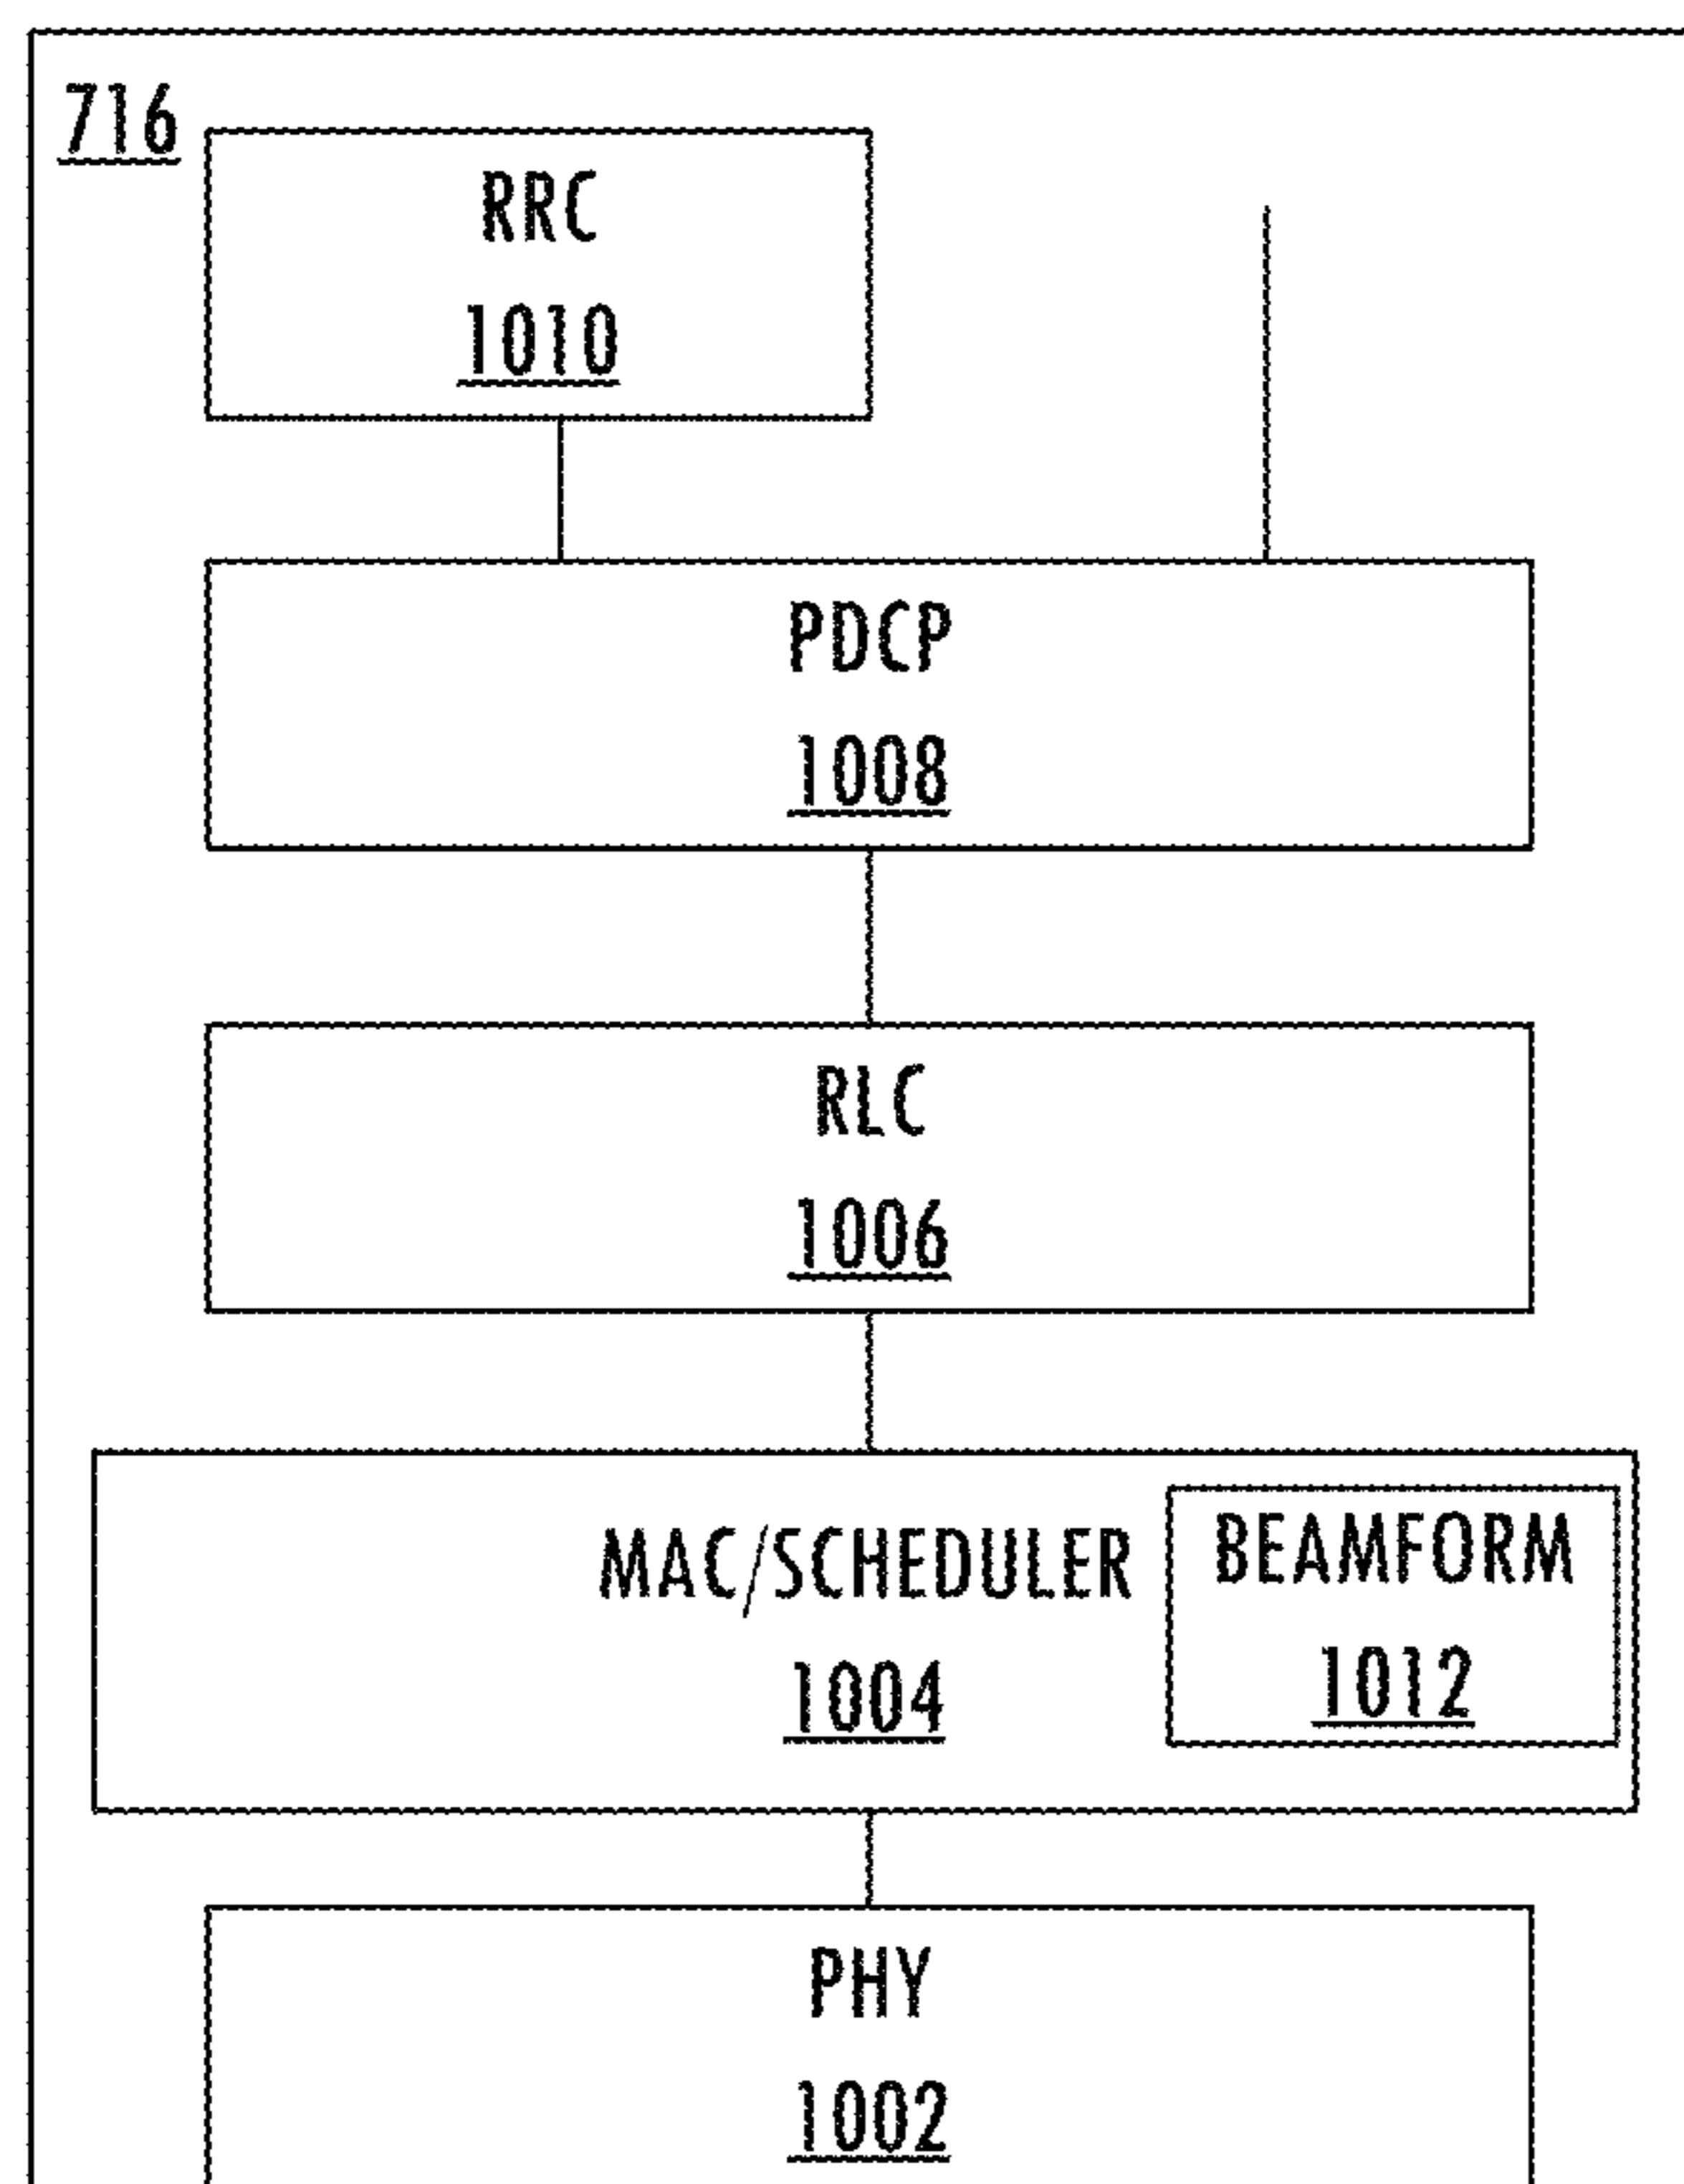 716
RRC
1010
PDCP
1008
RLC
1006
MAC/SCHEDULER
1004
BEAMFORM
1012
PHY
1002